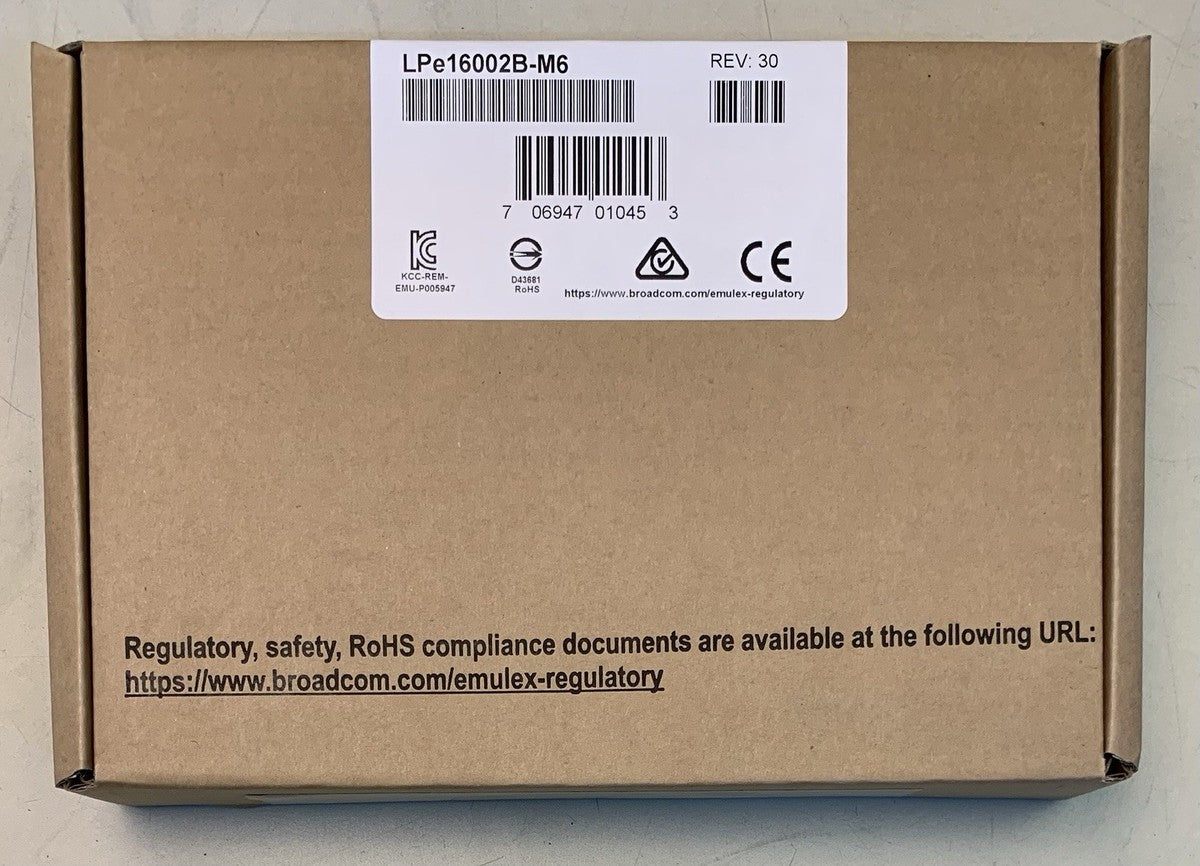 LPe16002B-M6
REV: 30
7 06947 01045 3
KC
KCC-REM-
EMU-P005947
D43681
RoHS
CE
https://www.broadcom.com/emulex-regulatory
Regulatory, safety, RoHS compliance documents are available at the following URL:
https://www.broadcom.com/emulex-regulatory